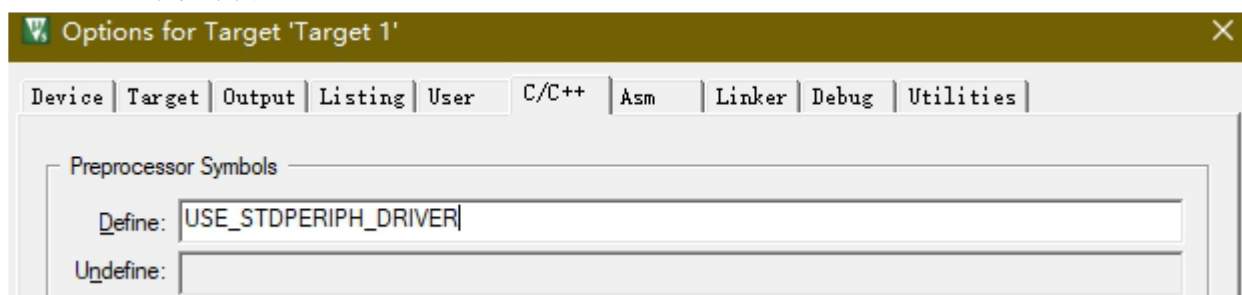 Options for Target 'Target 1'
Device Target Output Listing User C/C++ Asm Linker Debug Utilities
Preprocessor Symbols
Define: USE_STDPERIPH_DRIVER
Undefine: